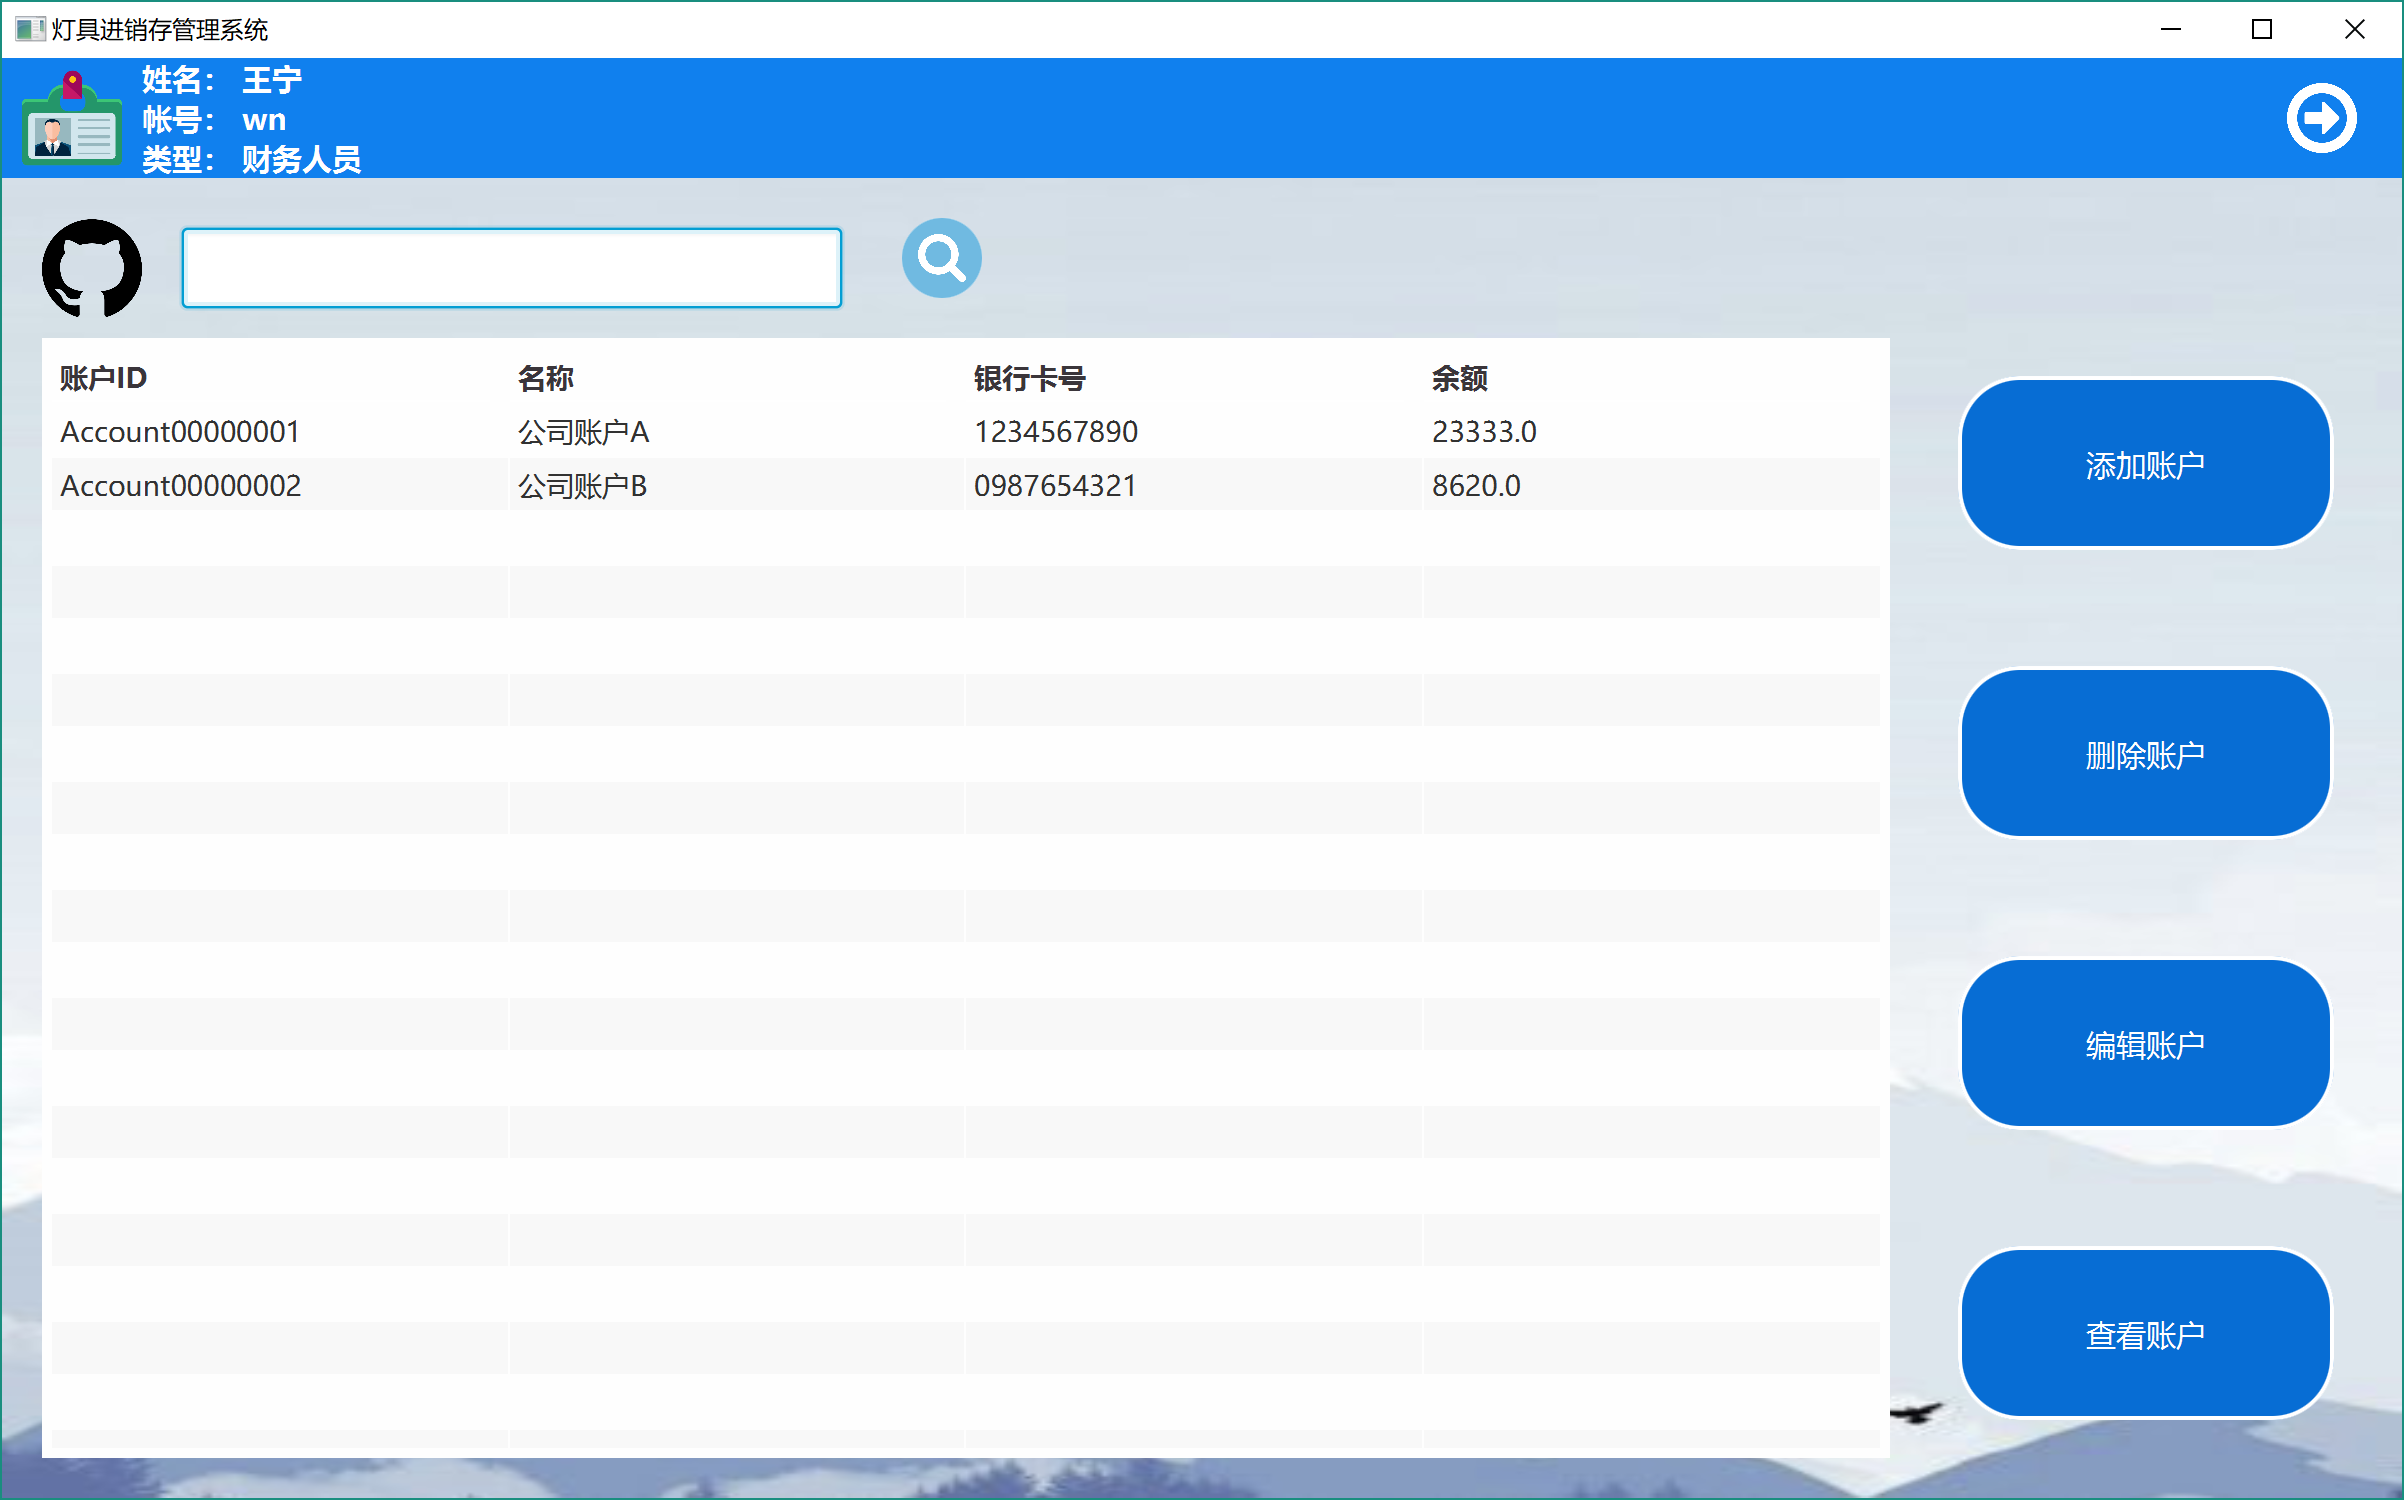 灯具进销存管理系统
姓名： 王宁
帐号： wn
类型： 财务人员
账户ID 名称 银行卡号 余额
Account00000001 公司账户A 1234567890 23333.0
Account00000002 公司账户B 0987654321 8620.0
添加账户
删除账户
编辑账户
查看账户